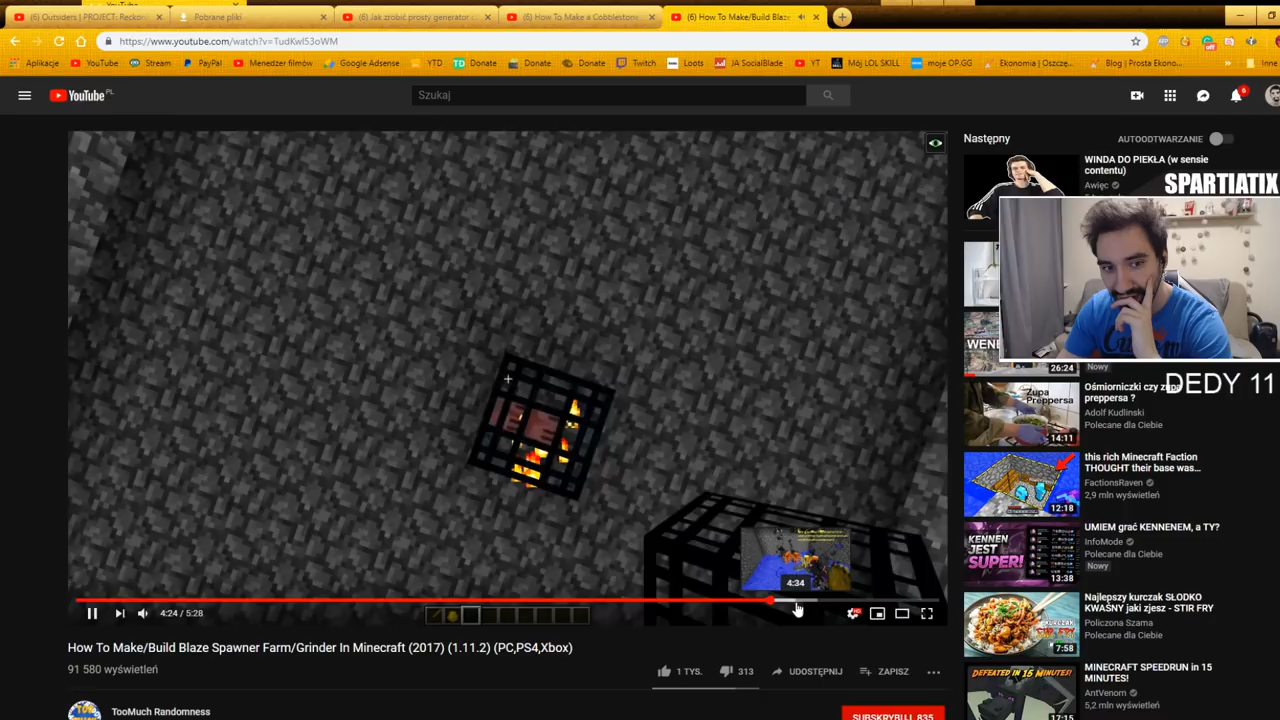 YouTube
(6) Outsiders | PROJECT: Reckon
Pobrane pliki
(6) Jak zrobić prosty generator c
(6) How To Make a Cobblestone
(6) How To Make/Build Blaze
https://www.youtube.com/watch?v=TudKwl53oWM
Aplikacje
YouTube
Stream
PayPal
Menedżer filmów
Google Adsense
YTD
Donate
Donate
Donate
Twitch
Loots
JA SocialBlade
YT
Mój LOL SKILL
moje OP.GG
Ekonomia | Oszczę...
Blog | Prosta Ekono...
Inne
YouTube PL
Szukaj
6
Następny
AUTOODTWARZANIE
WINDA DO PIEKŁA (w sensie
contentu)
Awięc
SPARTIATIX
WENE
26:24
Nowy
DEDY 11
Zupa
Preppersa
14:11
Ośmiorniczki czy zupa
preppersa ?
Adolf Kudlinski
Polecane dla Ciebie
this rich Minecraft Faction
THOUGHT their base was...
FactionsRaven
2,9 mln wyświetleń
12:18
KENNEN
JEST
SUPER!
13:38
UMIEM grać KENNENEM, a TY?
InfoMode
Polecane dla Ciebie
Nowy
Najlepszy kurczak SŁODKO
KWAŚNY jaki zjesz - STIR FRY
Policzona Szama
Polecane dla Ciebie
7:58
DEFEATED IN 15 MINUTES!
17:15
MINECRAFT SPEEDRUN in 15
MINUTES!
AntVenom
5,2 mln wyświetleń
4:34
4:24 / 5:28
HD
How To Make/Build Blaze Spawner Farm/Grinder In Minecraft (2017) (1.11.2) (PC,PS4,Xbox)
91 580 wyświetleń
1 TYS.
313
UDOSTĘPNIJ
ZAPISZ
TooMuch Randomness
SUBSKRYBUJ 835